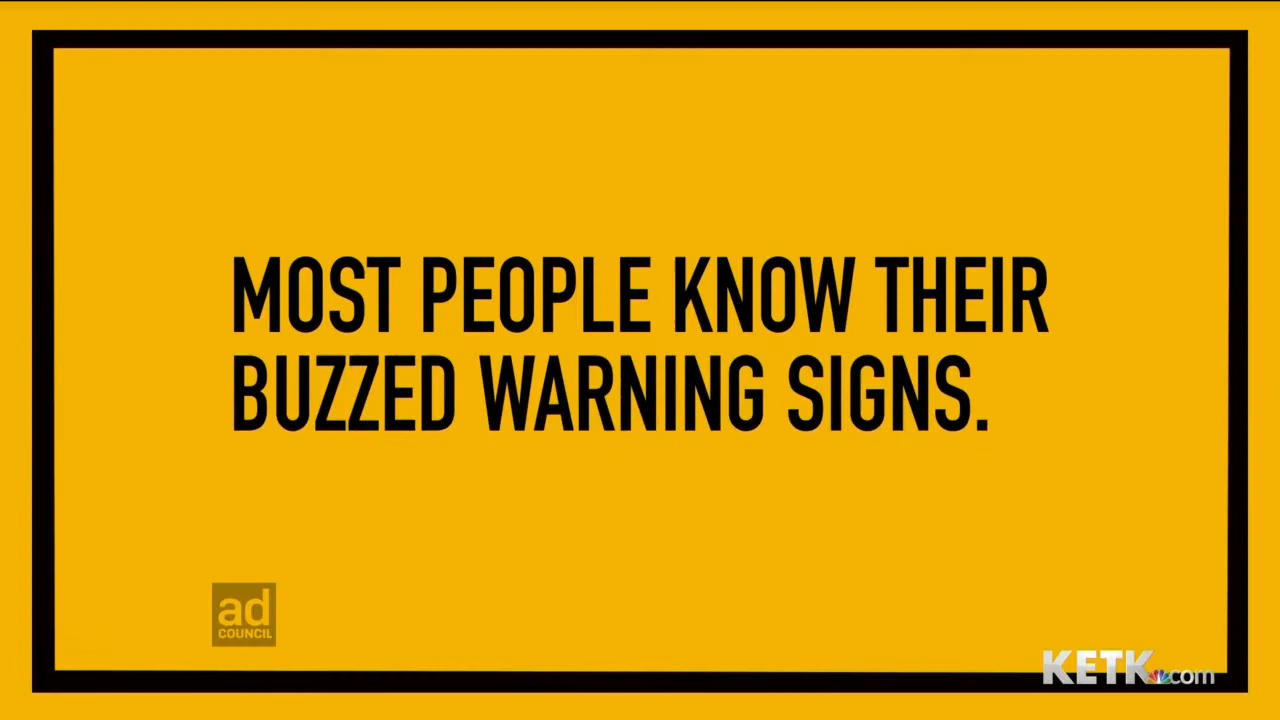 MOST PEOPLE KNOW THEIR
BUZZED WARNING SIGNS.
ad
COUNCIL
KETK.com